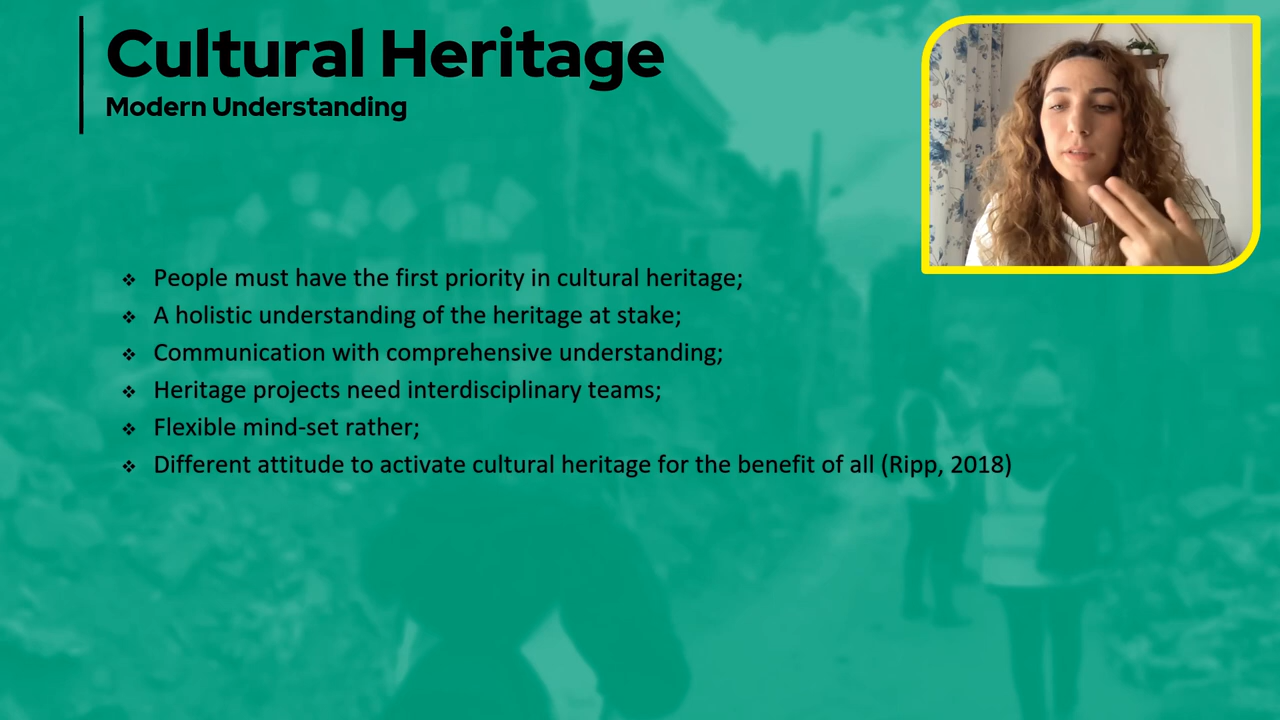 Cultural Heritage
Modern Understanding
❖ People must have the first priority in cultural heritage;
❖ A holistic understanding of the heritage at stake;
❖ Communication with comprehensive understanding;
❖ Heritage projects need interdisciplinary teams;
❖ Flexible mind-set rather;
❖ Different attitude to activate cultural heritage for the benefit of all (Ripp, 2018)